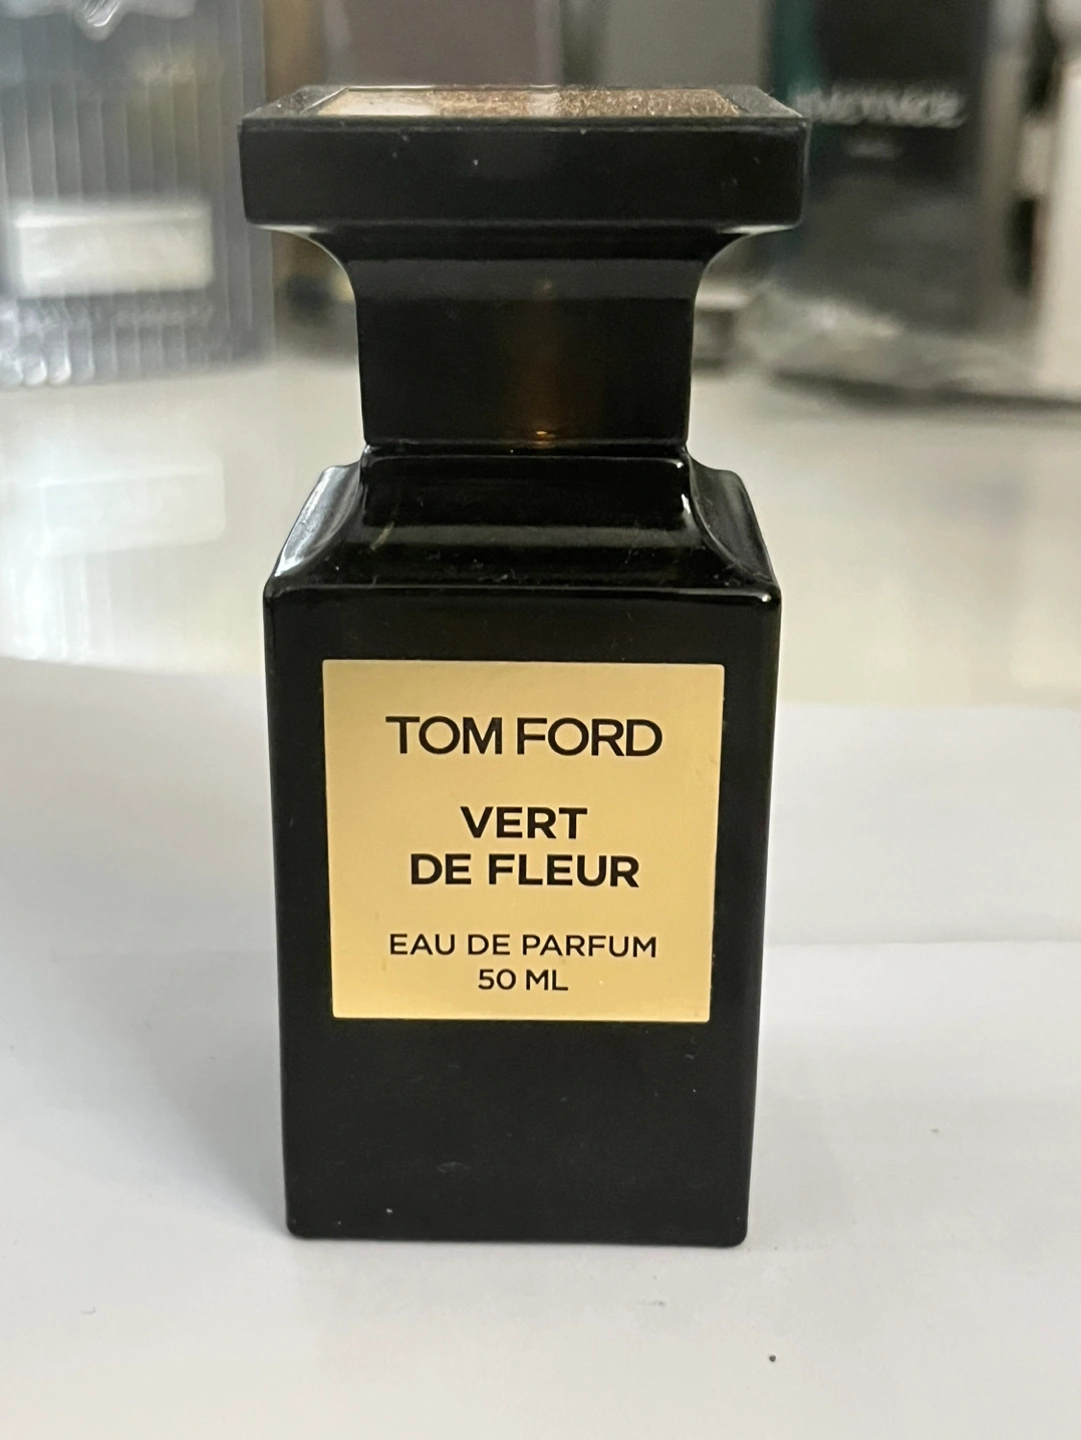 TOM FORD
VERT
DE FLEUR
EAU DE PARFUM
50 ML